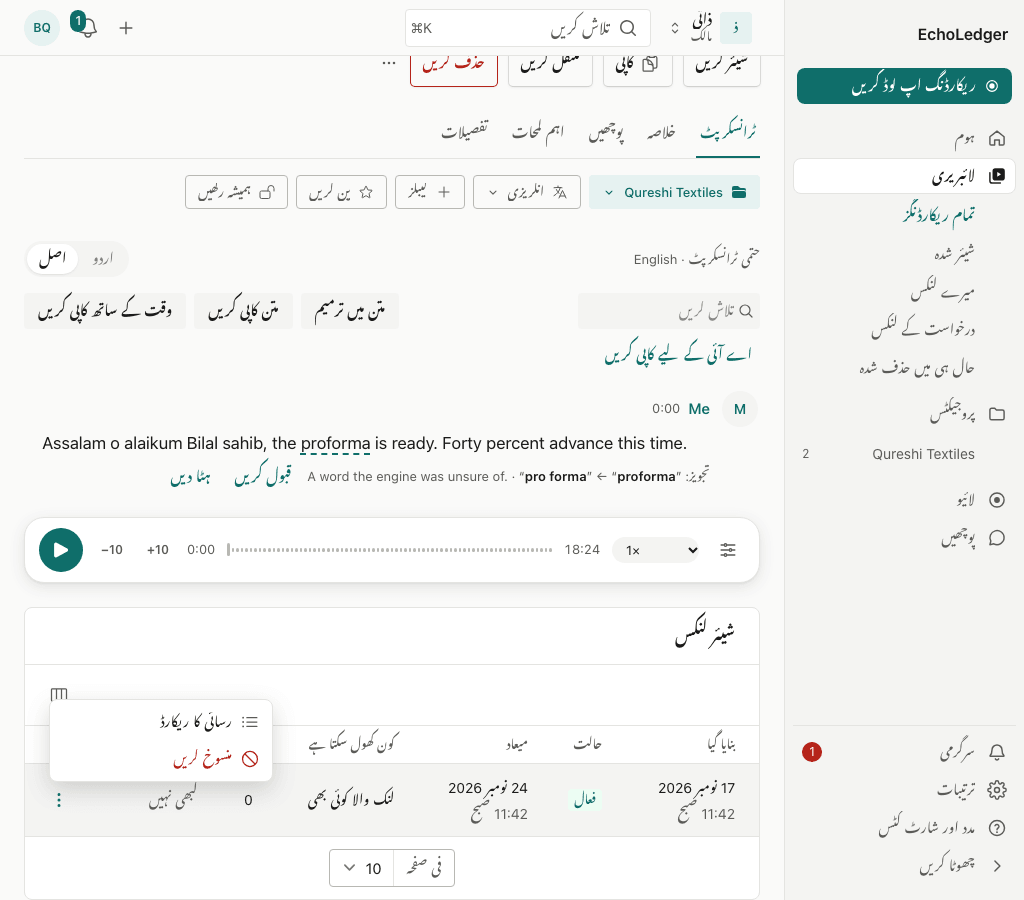 EchoLedger
ریکارڈنگ اپ لوڈ کریں
ہوم
لائبریری
تمام ریکارڈنگز
شیئر شدہ
میرے لنکس
درخواست کے لنکس
حال ہی میں حذف شدہ
پروجیکٹس
Qureshi Textiles 2
لائیو
پوچھیں
سرگرمی 1
ترتیبات
مدد اور شارٹ کٹس
چھوٹا کریں
ذ ذاتی مالک
تلاش کریں ⌘K
1
BQ
شیئر کریں کاپی منتقل کریں حذف کریں ...
ٹرانسکرپٹ خلاصہ پوچھیں اہم لمحات تفصیلات
Qureshi Textiles انگریزی لیبلز پن کریں ہمیشہ رکھیں
حتمی ٹرانسکرپٹ · English
اردو اصل
تلاش کریں متن میں ترمیم متن کاپی کریں وقت کے ساتھ کاپی کریں
اے آئی کے لیے کاپی کریں
M Me 0:00
Assalam o alaikum Bilal sahib, the proforma is ready. Forty percent advance this time.
تجویز: “proforma” ← “pro forma” · A word the engine was unsure of. قبول کریں ہٹا دیں
−10 +10 0:00 18:24 1×
شیئر لنکس
رسائی کا ریکارڈ
منسوخ کریں
بنایا گیا حالت میعاد کون کھول سکتا ہے
17 نومبر 2026 11:42 صبح فعال 24 نومبر 2026 11:42 صبح لنک والا کوئی بھی 0 کبھی نہیں
فی صفحہ 10